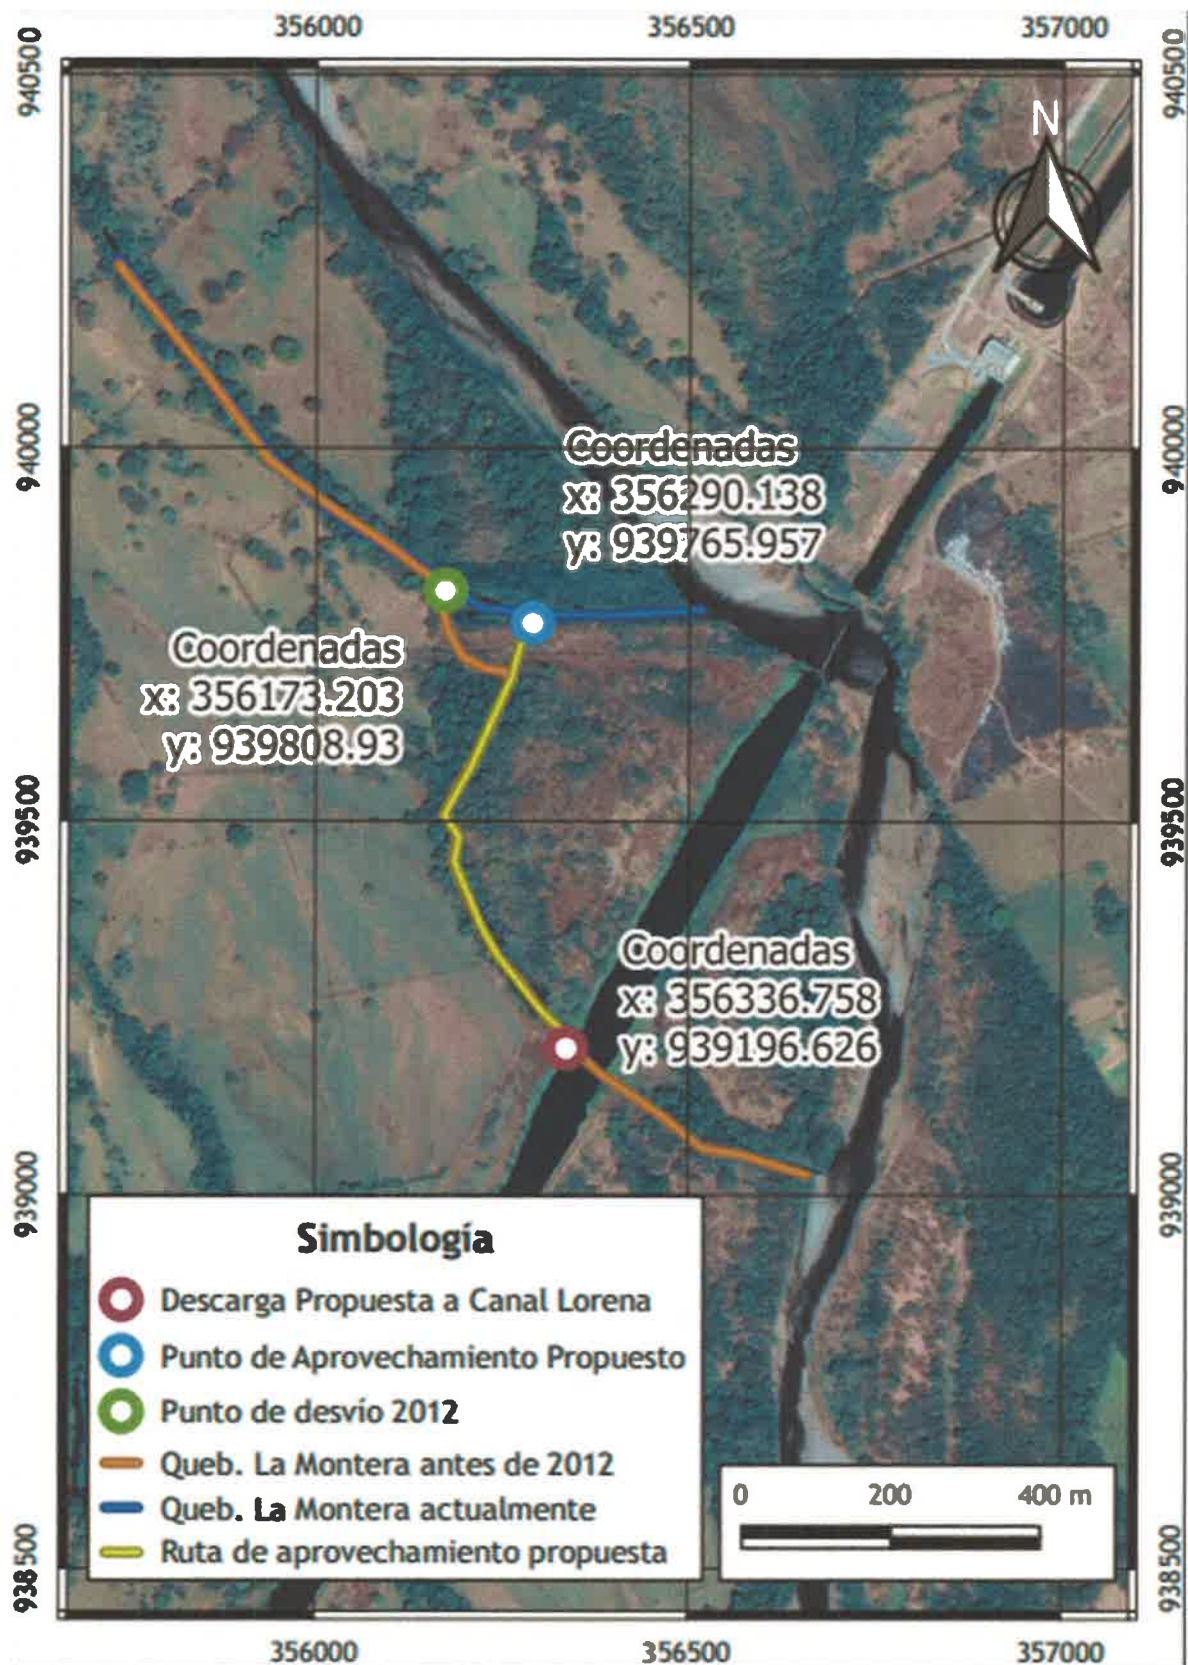 356000 356500 357000
940500 940500
N
940000 940000
Coordenadas
x: 356290.138
y: 939765.957
Coordenadas
x: 356173.203
y: 939808.93
939500 939500
Coordenadas
x: 356336.758
y: 939196.626
939000 939000
Simbología
Descarga Propuesta a Canal Lorena
Punto de Aprovechamiento Propuesto
Punto de desvío 2012
Queb. La Montera antes de 2012
Queb. La Montera actualmente
Ruta de aprovechamiento propuesta
0 200 400 m
938500 938500
356000 356500 357000